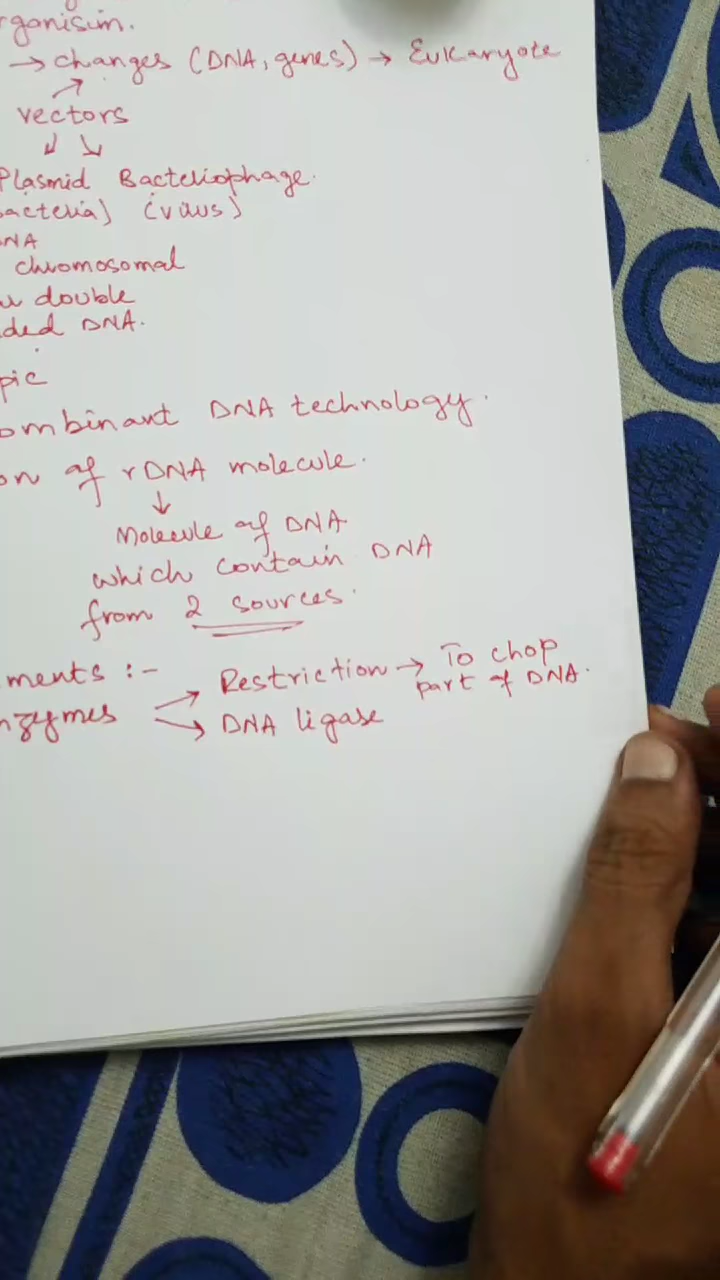 rganisim.
→ changes (DNA, genes) → Eukaryote
vectors
Plasmid Bacteriophage.
bacteria) (virus)
NA
chromosomal
double
ded DNA.
pic
ombinant DNA technology.
on of rDNA molecule.
↓
Molecule of DNA
which contain DNA
from 2 sources.
ments :-
nzymes
Restriction → To chop
part of DNA.
DNA ligase